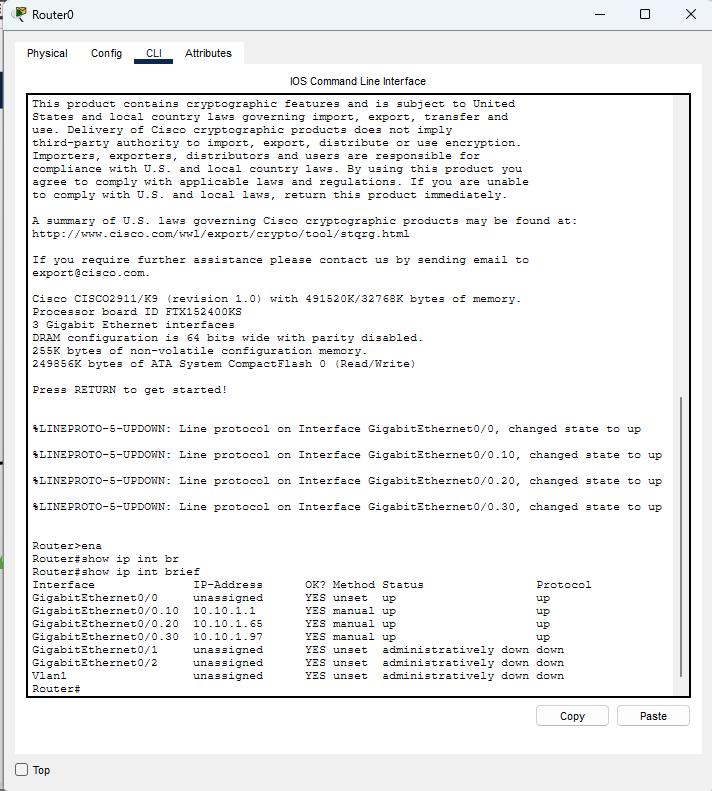 Router0
Physical Config CLI Attributes
IOS Command Line Interface
This product contains cryptographic features and is subject to United
States and local country laws governing import, export, transfer and
use. Delivery of Cisco cryptographic products does not imply
third-party authority to import, export, distribute or use encryption.
Importers, exporters, distributors and users are responsible for
compliance with U.S. and local country laws. By using this product you
agree to comply with applicable laws and regulations. If you are unable
to comply with U.S. and local laws, return this product immediately.
A summary of U.S. laws governing Cisco cryptographic products may be found at:
http://www.cisco.com/wwl/export/crypto/tool/stqrg.html
If you require further assistance please contact us by sending email to
export@cisco.com.
Cisco CISCO2911/K9 (revision 1.0) with 491520K/32768K bytes of memory.
Processor board ID FTX152400KS
3 Gigabit Ethernet interfaces
DRAM configuration is 64 bits wide with parity disabled.
255K bytes of non-volatile configuration memory.
249856K bytes of ATA System CompactFlash 0 (Read/Write)
Press RETURN to get started!
%LINEPROTO-5-UPDOWN: Line protocol on Interface GigabitEthernet0/0, changed state to up
%LINEPROTO-5-UPDOWN: Line protocol on Interface GigabitEthernet0/0.10, changed state to up
%LINEPROTO-5-UPDOWN: Line protocol on Interface GigabitEthernet0/0.20, changed state to up
%LINEPROTO-5-UPDOWN: Line protocol on Interface GigabitEthernet0/0.30, changed state to up
Router>ena
Router#show ip int br
Router#show ip int brief
Interface IP-Address OK? Method Status Protocol
GigabitEthernet0/0 unassigned YES unset up up
GigabitEthernet0/0.10 10.10.1.1 YES manual up up
GigabitEthernet0/0.20 10.10.1.65 YES manual up up
GigabitEthernet0/0.30 10.10.1.97 YES manual up up
GigabitEthernet0/1 unassigned YES unset administratively down down
GigabitEthernet0/2 unassigned YES unset administratively down down
Vlan1 unassigned YES unset administratively down down
Router#
Copy Paste
Top